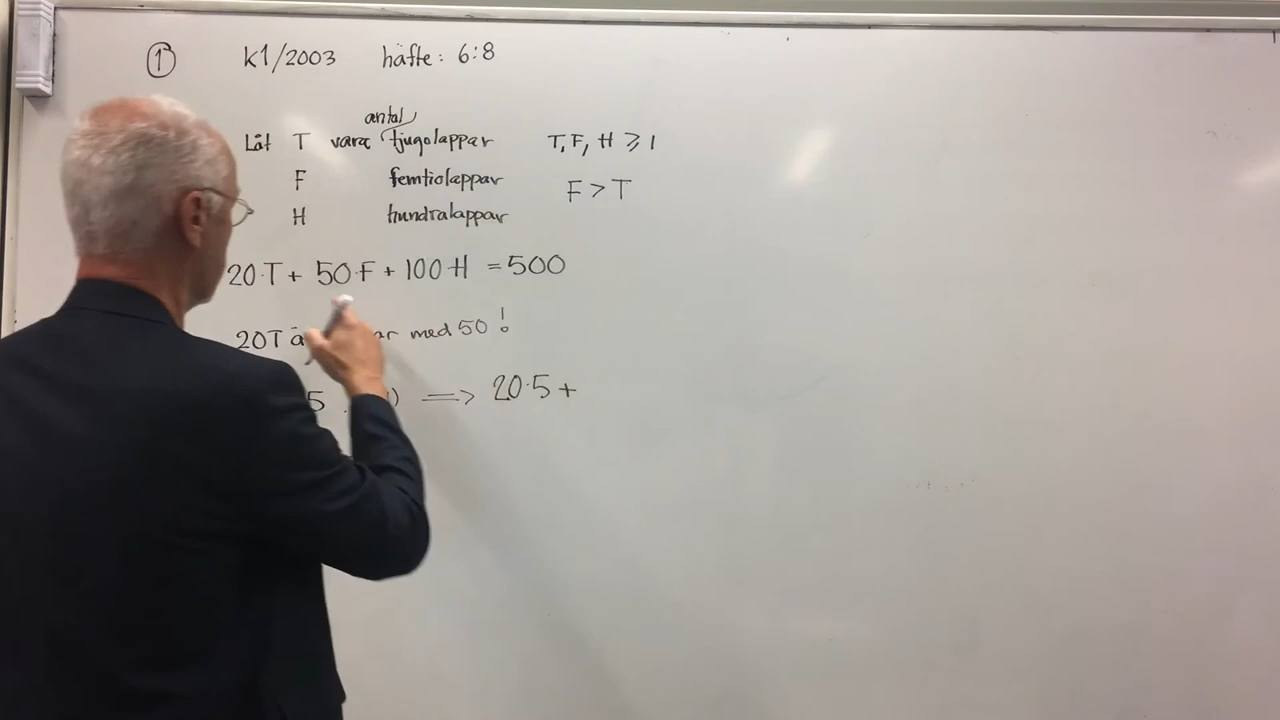 ① k1/2003 häfte: 6:8
antal
Låt T vara tjugolappar T, F, H ⩾ 1
F femtiolappar F > T
H hundralappar
20·T + 50·F + 100·H = 500
20T med 50!
5 ) => 20·5 +